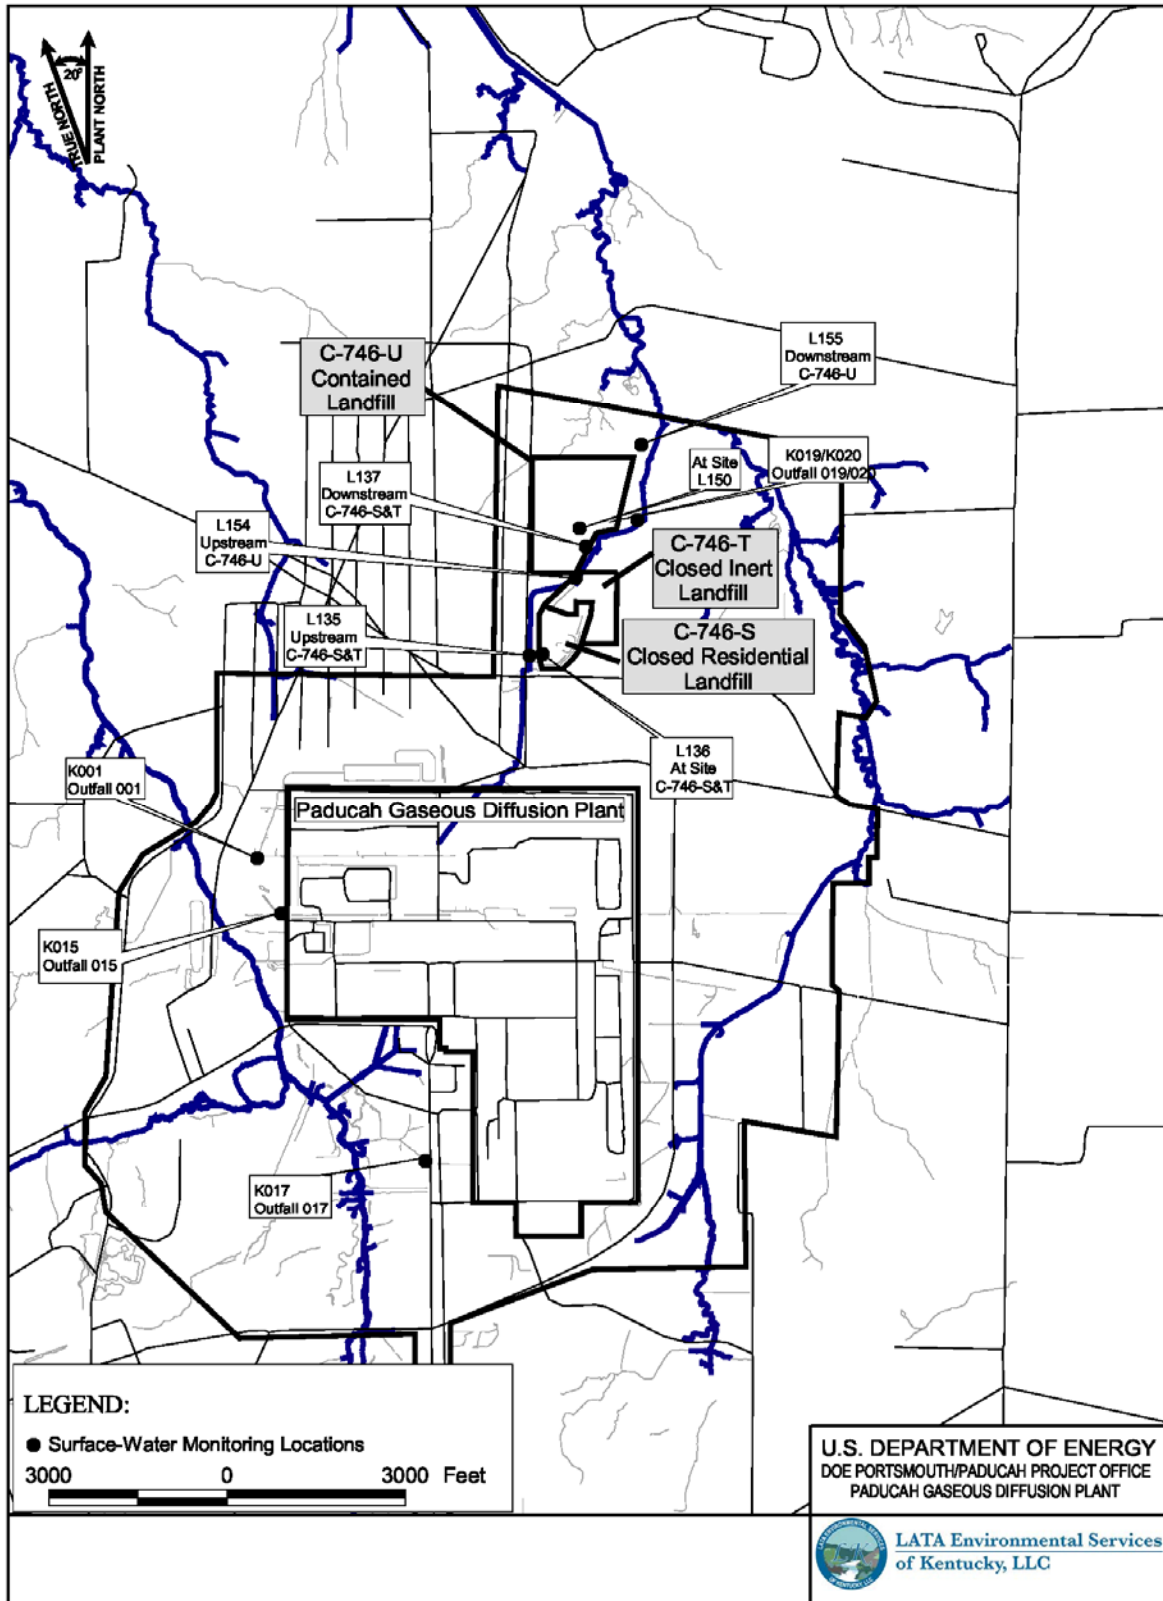 TRUE NORTH
20°
PLANT NORTH
C-746-U
Contained
Landfill
L155
Downstream
C-746-U
L137
Downstream
C-746-S&T
At Site
L150
K019/K020
Outfall 019/020
L154
Upstream
C-746-U
C-746-T
Closed Inert
Landfill
L135
Upstream
C-746-S&T
C-746-S
Closed Residential
Landfill
L136
At Site
C-746-S&T
K001
Outfall 001
Paducah Gaseous Diffusion Plant
K015
Outfall 015
K017
Outfall 017
LEGEND:
Surface-Water Monitoring Locations
3000 0 3000 Feet
U.S. DEPARTMENT OF ENERGY
DOE PORTSMOUTH/PADUCAH PROJECT OFFICE
PADUCAH GASEOUS DIFFUSION PLANT
LATA Environmental Services
of Kentucky, LLC